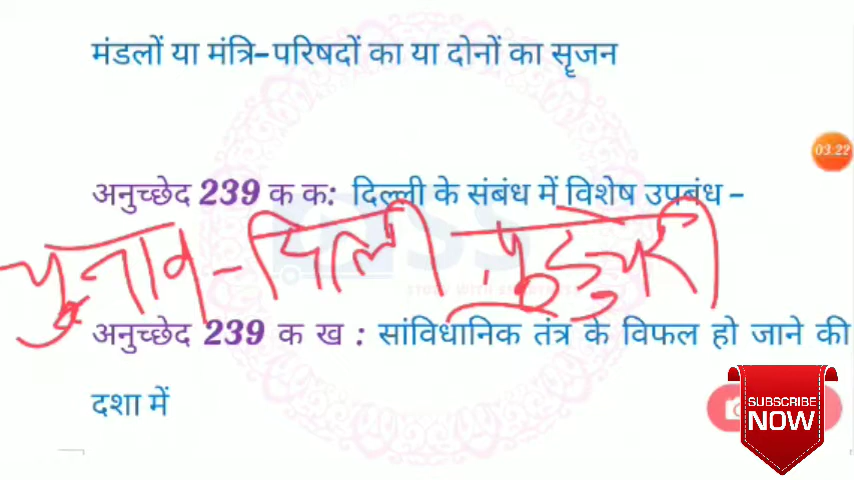 मंडलों या मंत्रि-परिषदों का या दोनों का सृजन
03:22
अनुच्छेद 239 क क: दिल्ली के संबंध में विशेष उपबंध -
चुनाव - दिल्ली पुडुचेरी
अनुच्छेद 239 क ख : सांविधानिक तंत्र के विफल हो जाने की
दशा में
SUBSCRIBE
NOW